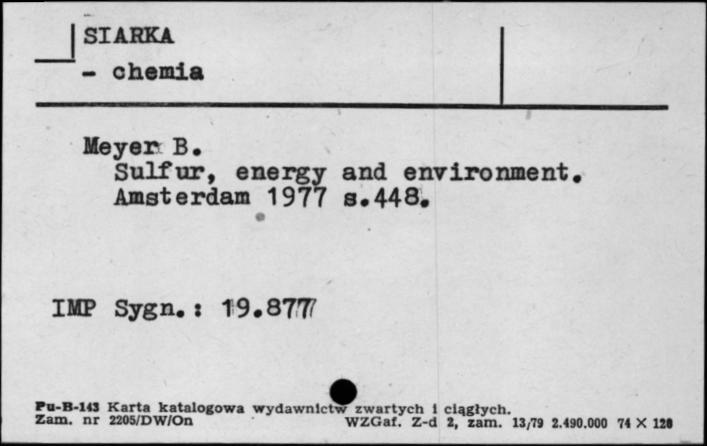 SIARKA
- chemia
Meyer B.
Sulfur, energy and environment.
Amsterdam 1977 s.448.
IMP Sygn.: 19.877
Pu-B-143 Karta katalogowa wydawnictw zwartych i ciągłych.
Zam. nr 2205/DW/On WZGaf. Z-d 2, zam. 13/79 2.490.000 74 X 120